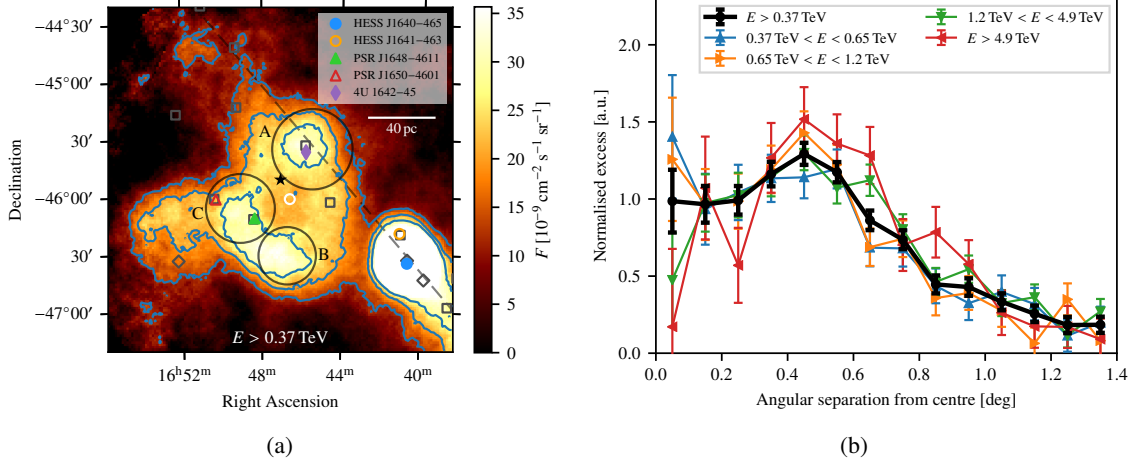 HESS J1640−465
HESS J1641−463
PSR J1648−4611
PSR J1650−4601
4U 1642−45
40 pc
A
B
C
E > 0.37 TeV
−44°30′
−45°00′
30′
−46°00′
30′
−47°00′
Declination
16ʰ52ᵐ 48ᵐ 44ᵐ 40ᵐ
Right Ascension
35
30
25
20
15
10
5
0
F [10⁻⁹ cm⁻² s⁻¹ sr⁻¹]
(a)
E > 0.37 TeV
0.37 TeV < E < 0.65 TeV
0.65 TeV < E < 1.2 TeV
1.2 TeV < E < 4.9 TeV
E > 4.9 TeV
2.0
1.5
1.0
0.5
0.0
Normalised excess [a.u.]
0.0 0.2 0.4 0.6 0.8 1.0 1.2 1.4
Angular separation from centre [deg]
(b)